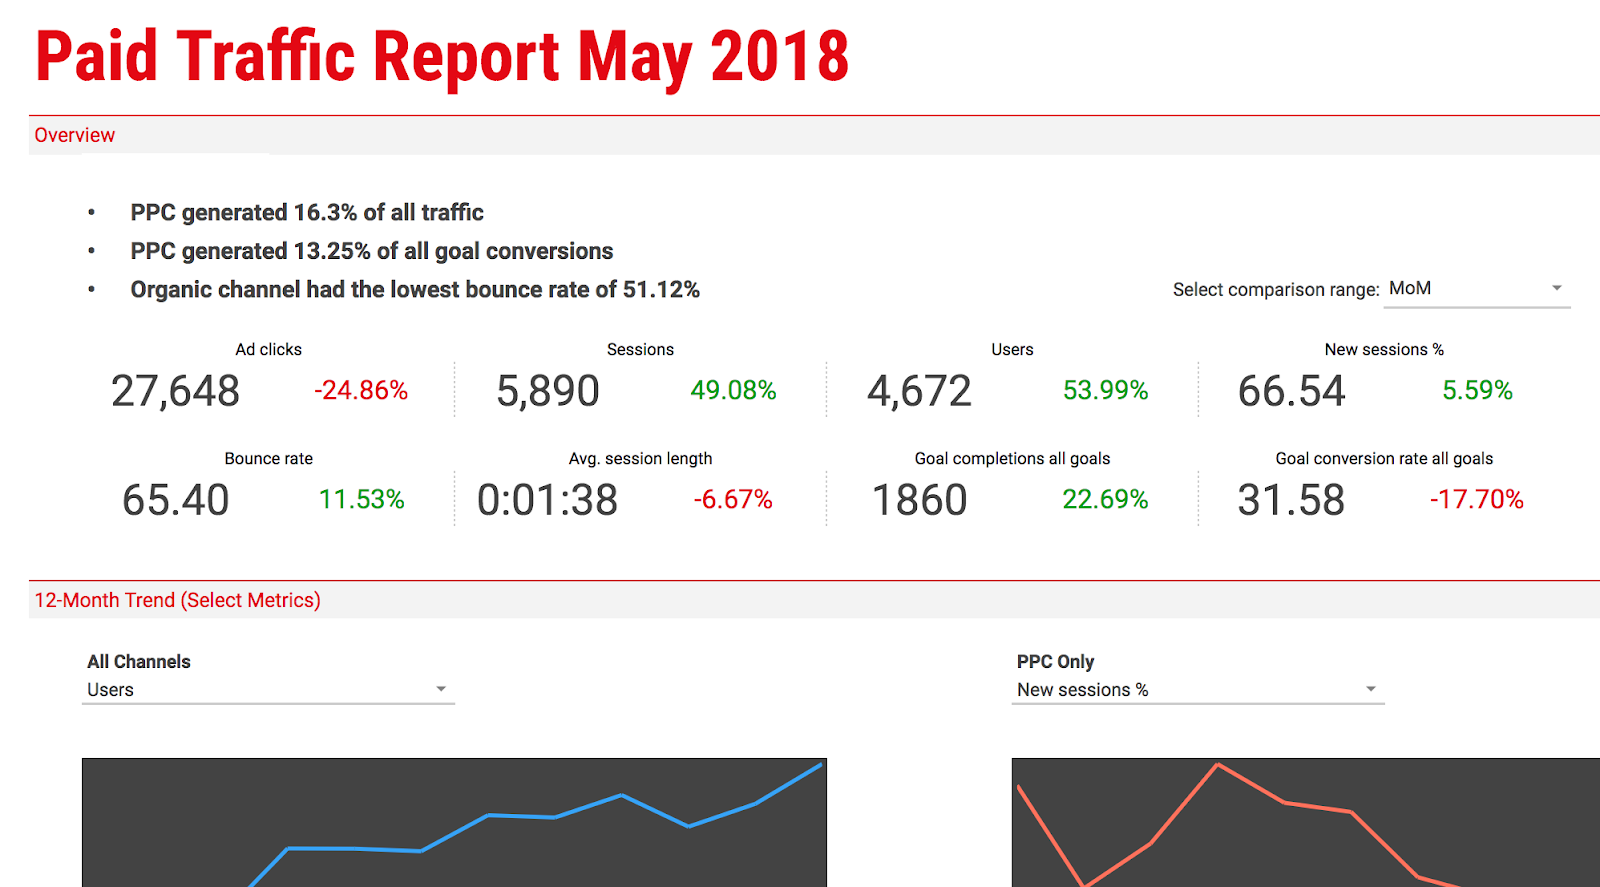 Paid Traffic Report May 2018
Overview
• PPC generated 16.3% of all traffic
• PPC generated 13.25% of all goal conversions
• Organic channel had the lowest bounce rate of 51.12%
Select comparison range: MoM
Ad clicks Sessions Users New sessions %
27,648 -24.86% 5,890 49.08% 4,672 53.99% 66.54 5.59%
Bounce rate Avg. session length Goal completions all goals Goal conversion rate all goals
65.40 11.53% 0:01:38 -6.67% 1860 22.69% 31.58 -17.70%
12-Month Trend (Select Metrics)
All Channels PPC Only
Users New sessions %